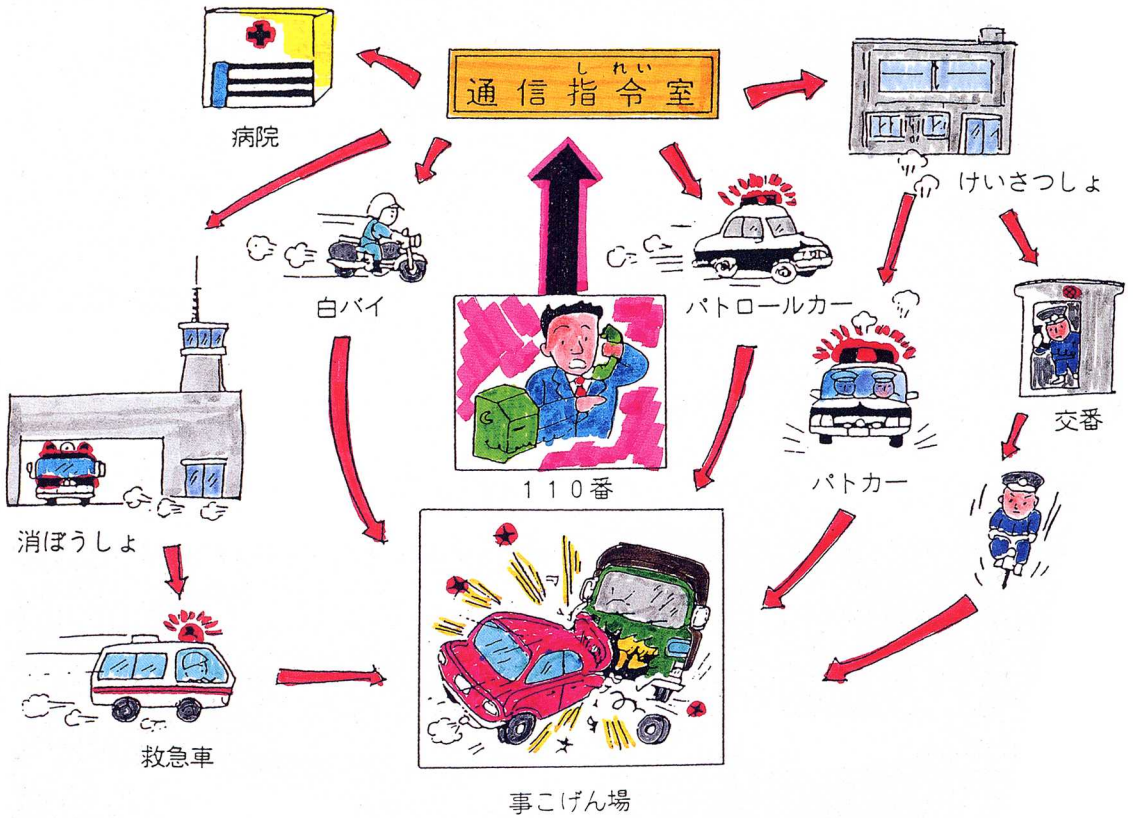 しれい
通信指令室
病院
けいさつしょ
白バイ
パトロールカー
交番
110番
パトカー
消ぼうしょ
救急車
事こげん場